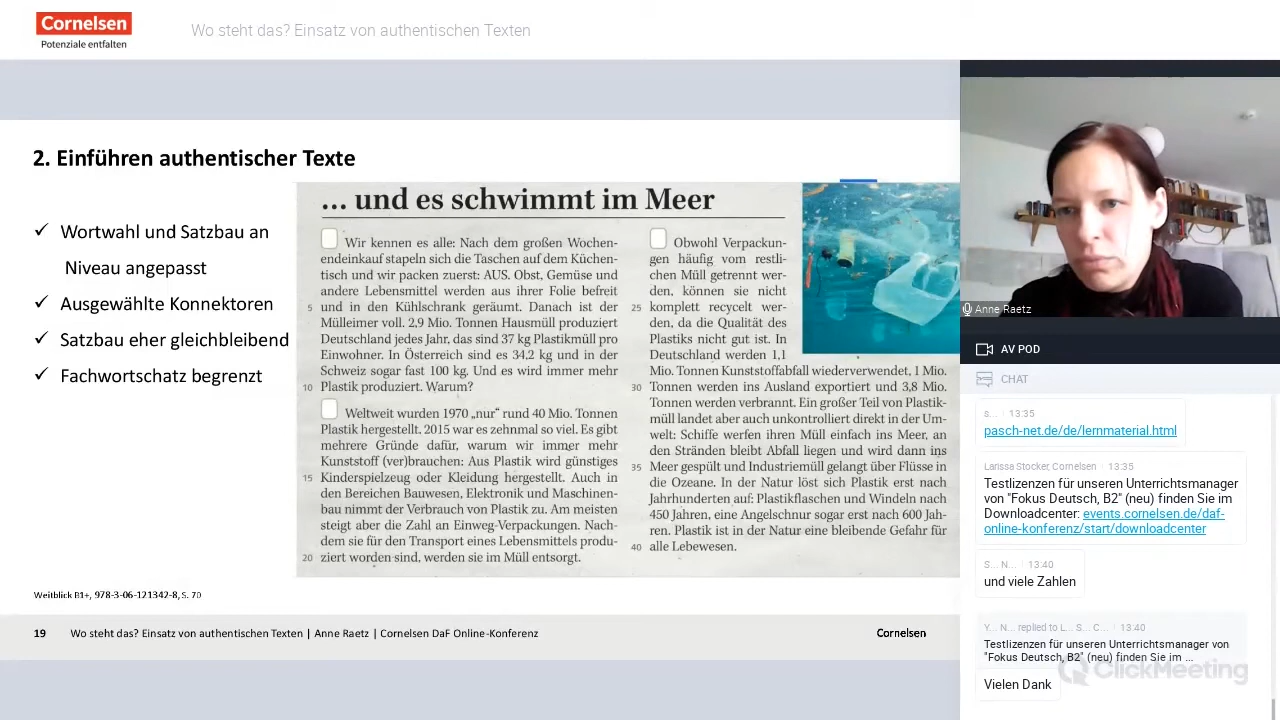 Cornelsen
Potenziale entfalten
Wo steht das? Einsatz von authentischen Texten
2. Einführen authentischer Texte
✓ Wortwahl und Satzbau an
Niveau angepasst
✓ Ausgewählte Konnektoren
✓ Satzbau eher gleichbleibend
✓ Fachwortschatz begrenzt
... und es schwimmt im Meer
Wir kennen es alle: Nach dem großen Wochen-
endeinkauf stapeln sich die Taschen auf dem Küchen-
tisch und wir packen zuerst: AUS. Obst, Gemüse und
andere Lebensmittel werden aus ihrer Folie befreit
5 und in den Kühlschrank geräumt. Danach ist der
Mülleimer voll. 2,9 Mio. Tonnen Hausmüll produziert
Deutschland jedes Jahr, das sind 37 kg Plastikmüll pro
Einwohner. In Österreich sind es 34,2 kg und in der
Schweiz sogar fast 100 kg. Und es wird immer mehr
10 Plastik produziert. Warum?
Weltweit wurden 1970 „nur“ rund 40 Mio. Tonnen
Plastik hergestellt. 2015 war es zehnmal so viel. Es gibt
mehrere Gründe dafür, warum wir immer mehr
Kunststoff (ver)brauchen: Aus Plastik wird günstiges
15 Kinderspielzeug oder Kleidung hergestellt. Auch in
den Bereichen Bauwesen, Elektronik und Maschinen-
bau nimmt der Verbrauch von Plastik zu. Am meisten
steigt aber die Zahl an Einweg-Verpackungen. Nach-
dem sie für den Transport eines Lebensmittels produ-
20 ziert worden sind, werden sie im Müll entsorgt.
Obwohl Verpackun-
gen häufig vom restli-
chen Müll getrennt wer-
den, können sie nicht
25 komplett recycelt wer-
den, da die Qualität des
Plastiks nicht gut ist. In
Deutschland werden 1,1
Mio. Tonnen Kunststoffabfall wiederverwendet, 1 Mio.
30 Tonnen werden ins Ausland exportiert und 3,8 Mio.
Tonnen werden verbrannt. Ein großer Teil von Plastik-
müll landet aber auch unkontrolliert direkt in der Um-
welt: Schiffe werfen ihren Müll einfach ins Meer, an
den Stränden bleibt Abfall liegen und wird dann ins
35 Meer gespült und Industriemüll gelangt über Flüsse in
die Ozeane. In der Natur löst sich Plastik erst nach
Jahrhunderten auf: Plastikflaschen und Windeln nach
450 Jahren, eine Angelschnur sogar erst nach 600 Jah-
ren. Plastik ist in der Natur eine bleibende Gefahr für
40 alle Lebewesen.
Weitblick B1+, 978-3-06-121342-8, S. 70
19 Wo steht das? Einsatz von authentischen Texten | Anne Raetz | Cornelsen DaF Online-Konferenz
Cornelsen
Anne Raetz
AV POD
CHAT
s... 13:35
pasch-net.de/de/lernmaterial.html
Larissa Stocker, Cornelsen 13:35
Testlizenzen für unseren Unterrichtsmanager
von "Fokus Deutsch, B2" (neu) finden Sie im
Downloadcenter: events.cornelsen.de/daf-
online-konferenz/start/downloadcenter
S... N... 13:40
und viele Zahlen
Y... N... replied to L... S... C... 13:40
Testlizenzen für unseren Unterrichtsmanager von
"Fokus Deutsch, B2" (neu) finden Sie im ...
Vielen Dank
ClickMeeting